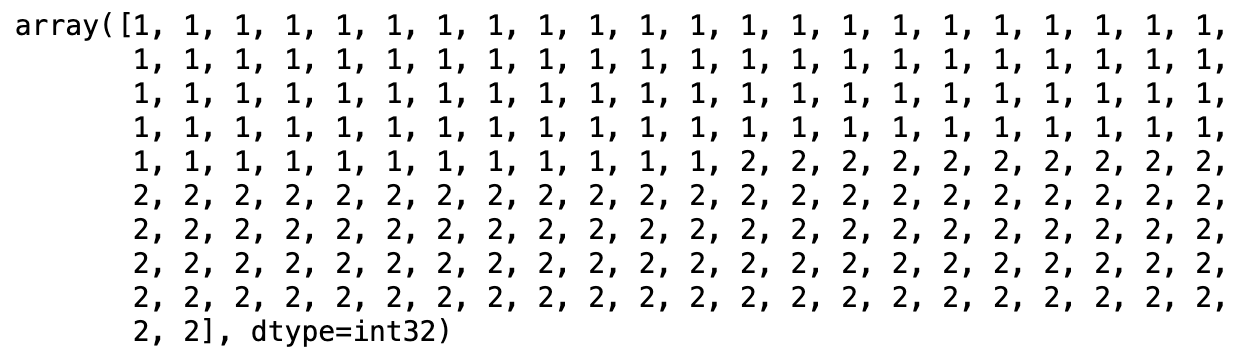 array([1, 1, 1, 1, 1, 1, 1, 1, 1, 1, 1, 1, 1, 1, 1, 1, 1, 1, 1, 1, 1, 1,
1, 1, 1, 1, 1, 1, 1, 1, 1, 1, 1, 1, 1, 1, 1, 1, 1, 1, 1, 1, 1, 1,
1, 1, 1, 1, 1, 1, 1, 1, 1, 1, 1, 1, 1, 1, 1, 1, 1, 1, 1, 1, 1, 1,
1, 1, 1, 1, 1, 1, 1, 1, 1, 1, 1, 1, 1, 1, 1, 1, 1, 1, 1, 1, 1, 1,
1, 1, 1, 1, 1, 1, 1, 1, 1, 1, 1, 1, 2, 2, 2, 2, 2, 2, 2, 2, 2, 2,
2, 2, 2, 2, 2, 2, 2, 2, 2, 2, 2, 2, 2, 2, 2, 2, 2, 2, 2, 2, 2, 2,
2, 2, 2, 2, 2, 2, 2, 2, 2, 2, 2, 2, 2, 2, 2, 2, 2, 2, 2, 2, 2, 2,
2, 2, 2, 2, 2, 2, 2, 2, 2, 2, 2, 2, 2, 2, 2, 2, 2, 2, 2, 2, 2, 2,
2, 2, 2, 2, 2, 2, 2, 2, 2, 2, 2, 2, 2, 2, 2, 2, 2, 2, 2, 2, 2, 2,
2, 2], dtype=int32)